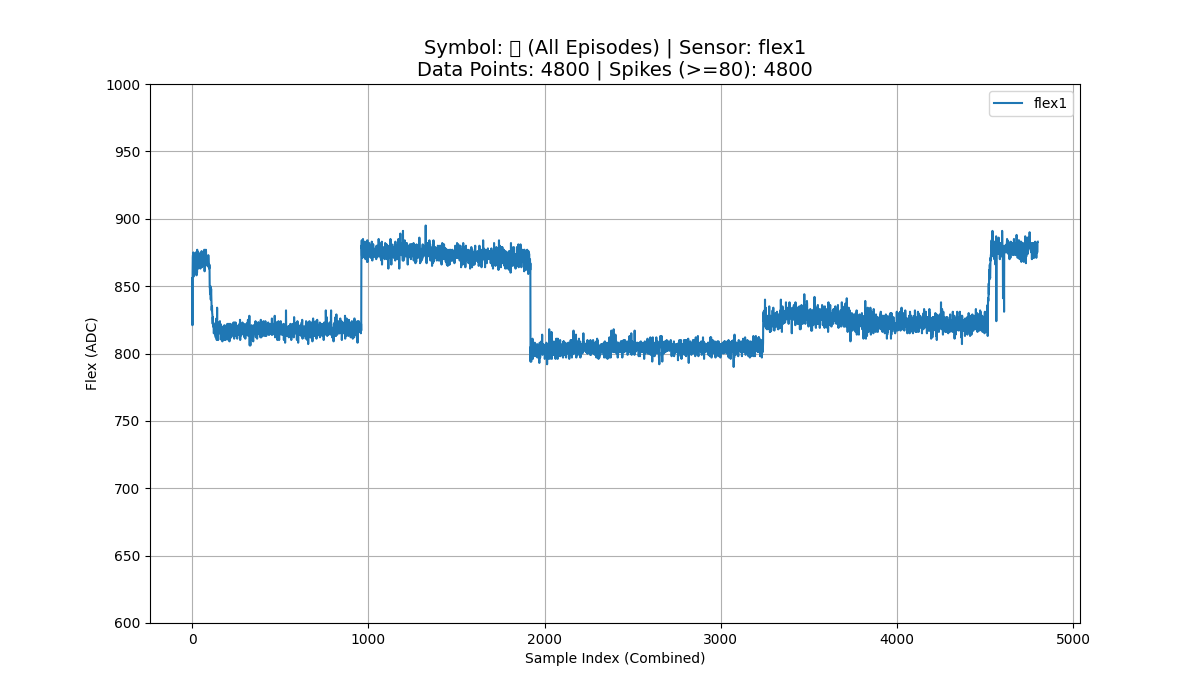 Symbol: (All Episodes) | Sensor: flex1
Data Points: 4800 | Spikes (>=80): 4800
flex1
1000
950
900
850
800
750
700
650
600
Flex (ADC)
0 1000 2000 3000 4000 5000
Sample Index (Combined)